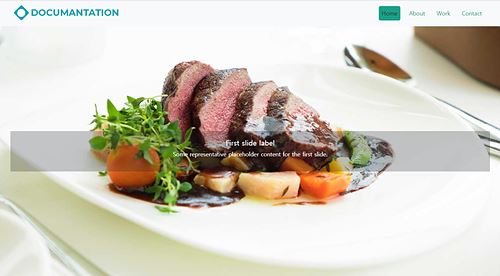 DOCUMANTATION
Home About Work Contact
First slide label
Some representative placeholder content for the first slide.